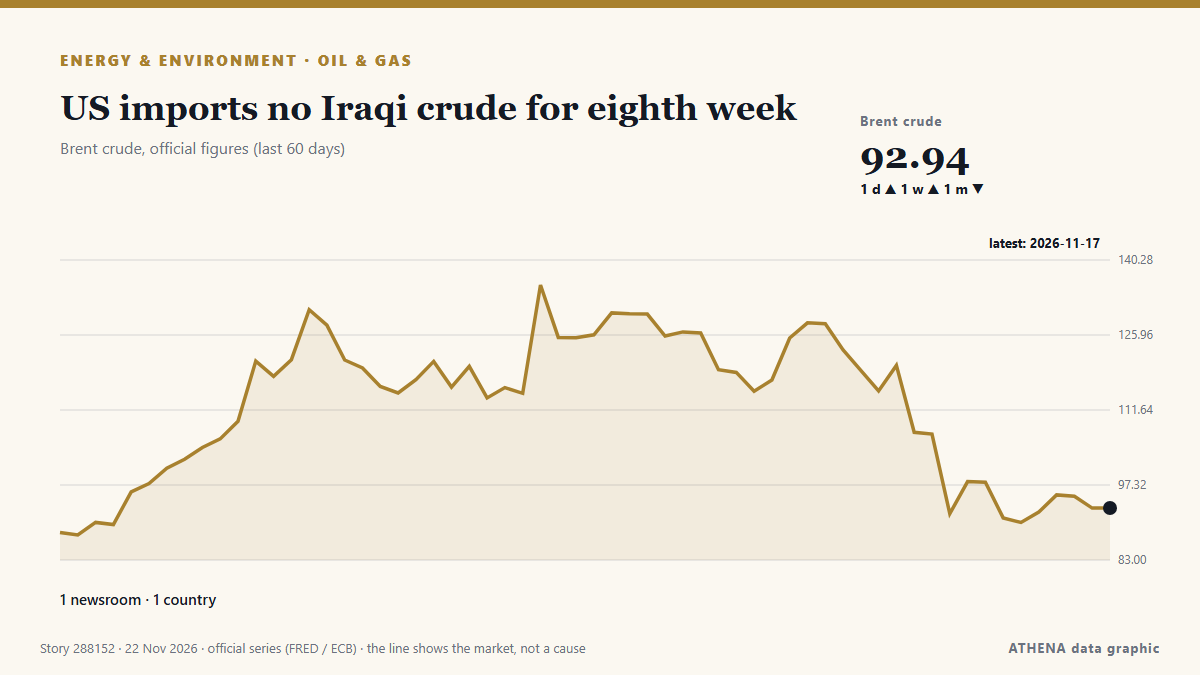 ENERGY & ENVIRONMENT · OIL & GAS
US imports no Iraqi crude for eighth week
Brent crude, official figures (last 60 days)
Brent crude
92.94
1 d ▲ 1 w ▲ 1 m ▼
latest: 2026-11-17
140.28
125.96
111.64
97.32
83.00
1 newsroom · 1 country
Story 288152 · 22 Nov 2026 · official series (FRED / ECB) · the line shows the market, not a cause
ATHENA data graphic